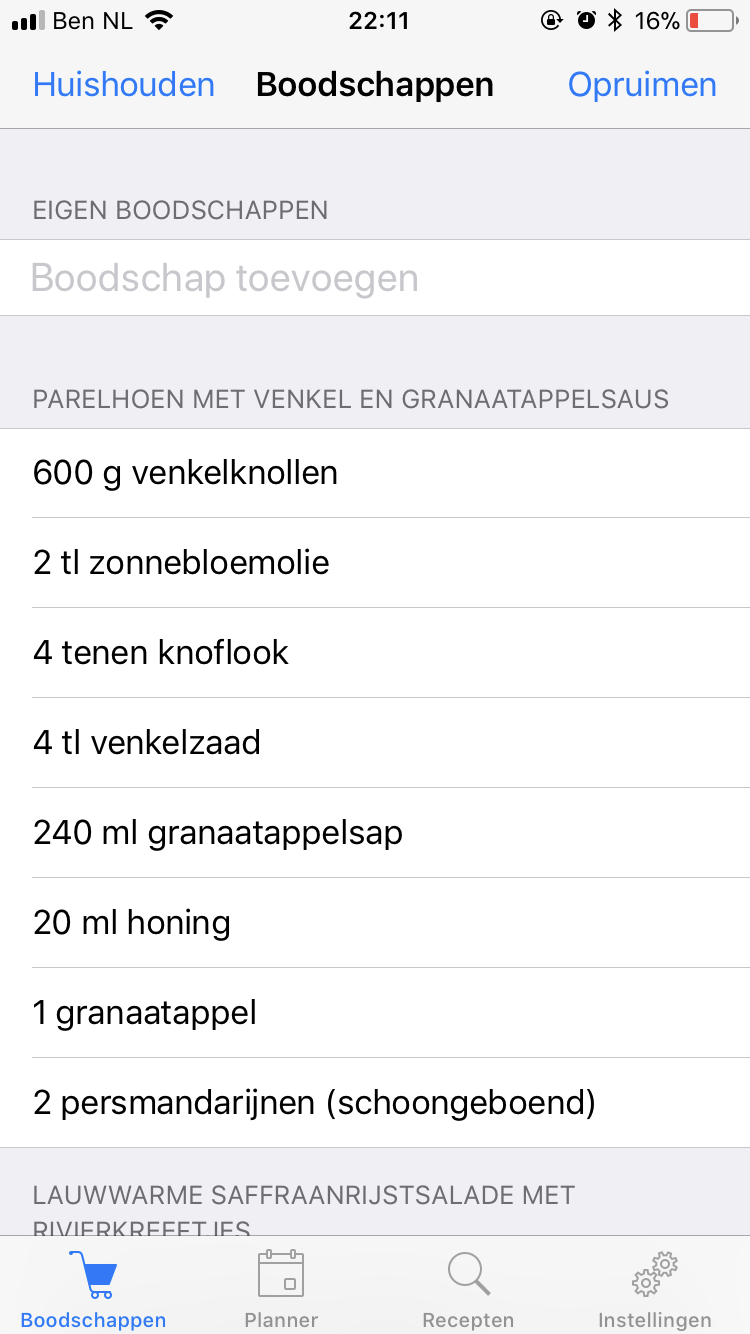 Ben NL 22:11 16%
Huishouden Boodschappen Opruimen
EIGEN BOODSCHAPPEN
Boodschap toevoegen
PARELHOEN MET VENKEL EN GRANAATAPPELSAUS
600 g venkelknollen
2 tl zonnebloemolie
4 tenen knoflook
4 tl venkelzaad
240 ml granaatappelsap
20 ml honing
1 granaatappel
2 persmandarijnen (schoongeboend)
LAUWWARME SAFFRAANRIJSTSALADE MET
RIVIERKREEFTJES
Boodschappen Planner Recepten Instellingen